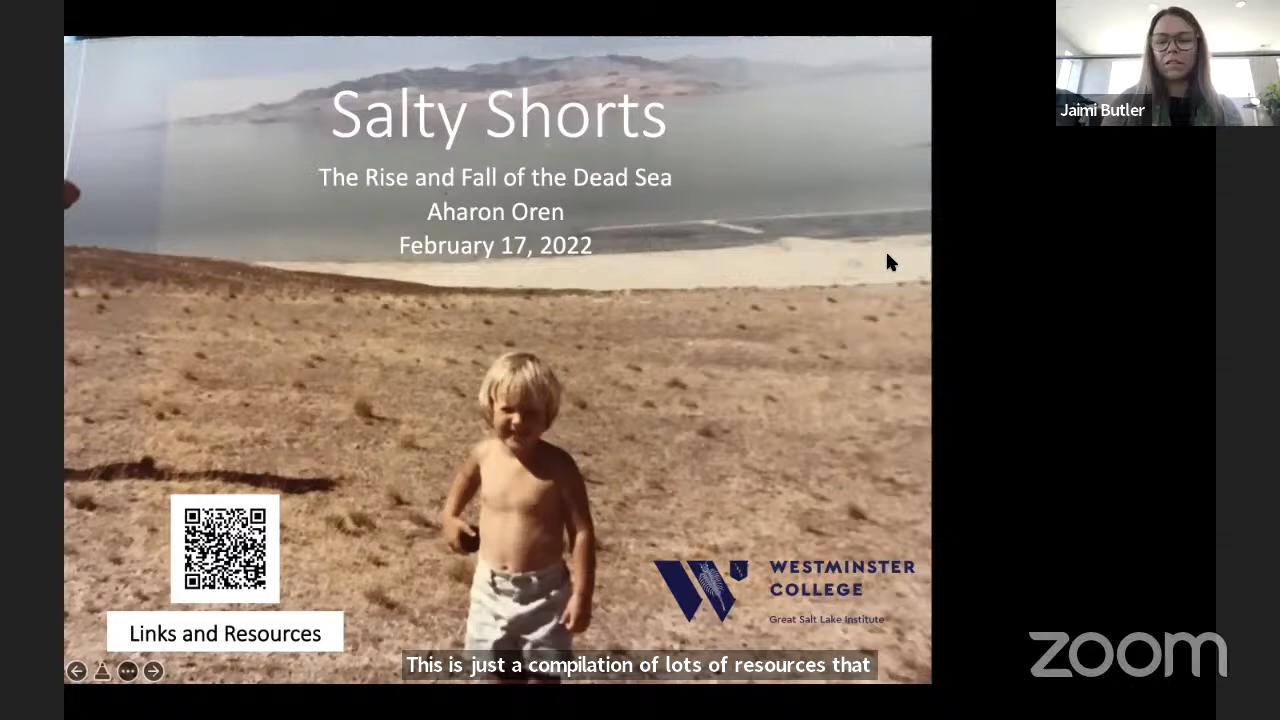 Salty Shorts
The Rise and Fall of the Dead Sea
Aharon Oren
February 17, 2022
Jaimi Butler
WESTMINSTER
COLLEGE
Great Salt Lake Institute
Links and Resources
This is just a compilation of lots of resources that
zoom